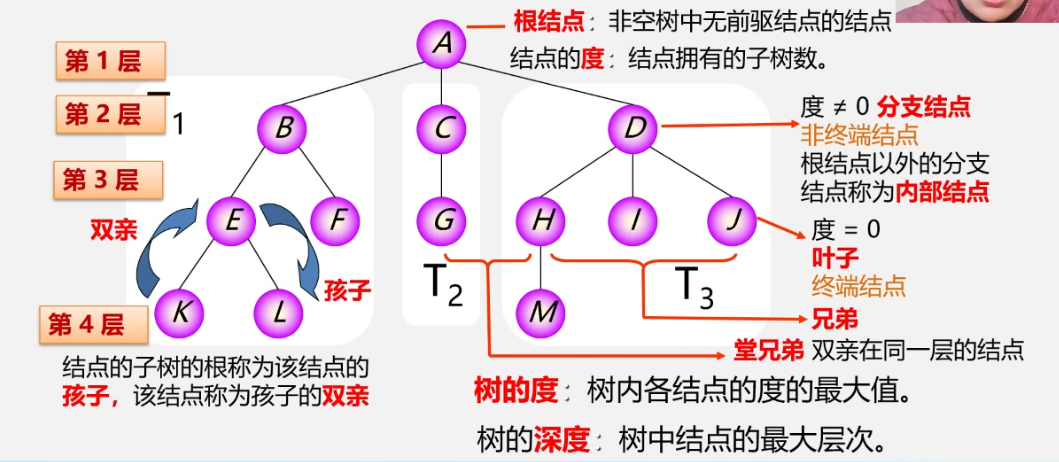 根结点：非空树中无前驱结点的结点
结点的度：结点拥有的子树数。
A
第 1 层
第 2 层
T1
B
C
D
度 ≠ 0 分支结点
非终端结点
根结点以外的分支
结点称为内部结点
第 3 层
双亲
E
F
G
H
I
J
度 = 0
叶子
终端结点
孩子
T2
T3
第 4 层
K
L
M
兄弟
堂兄弟 双亲在同一层的结点
结点的子树的根称为该结点的
孩子，该结点称为孩子的双亲
树的度：树内各结点的度的最大值。
树的深度：树中结点的最大层次。